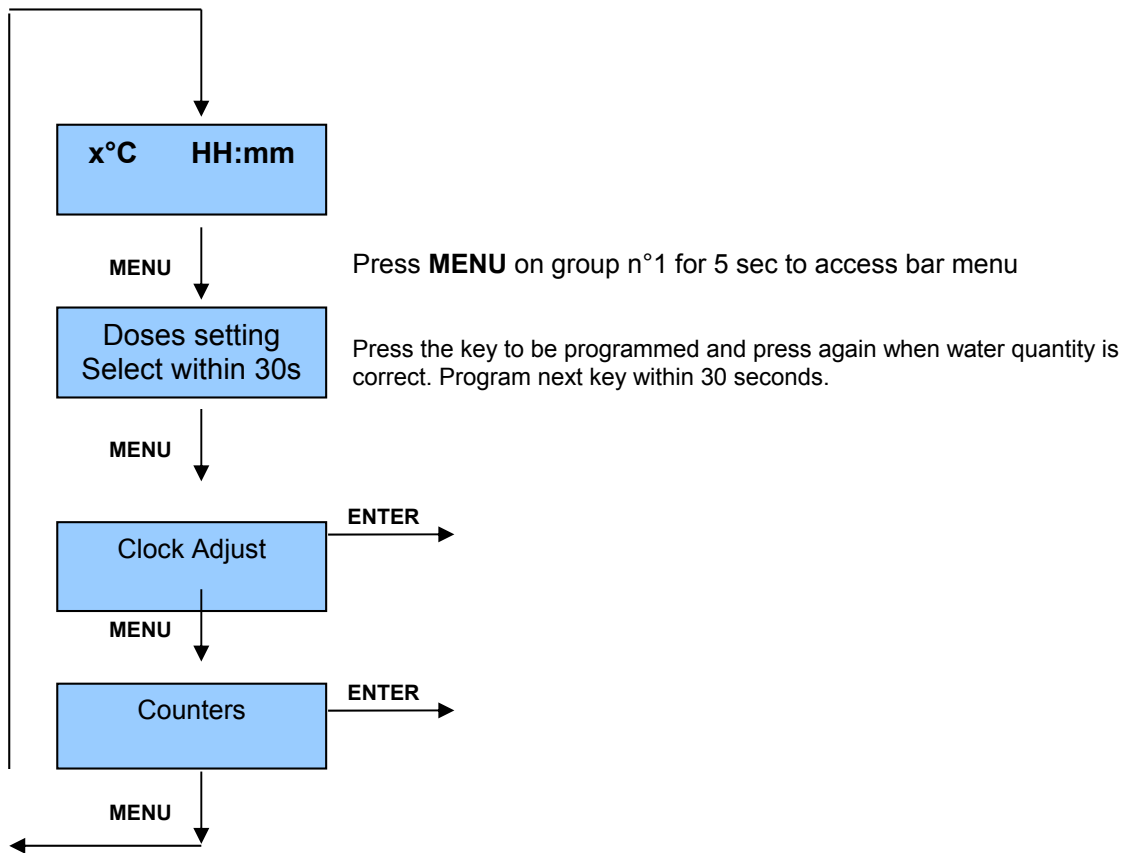 x°C HH:mm
MENU
Press MENU on group n°1 for 5 sec to access bar menu
Doses setting
Select within 30s
Press the key to be programmed and press again when water quantity is
correct. Program next key within 30 seconds.
MENU
ENTER
Clock Adjust
MENU
ENTER
Counters
MENU